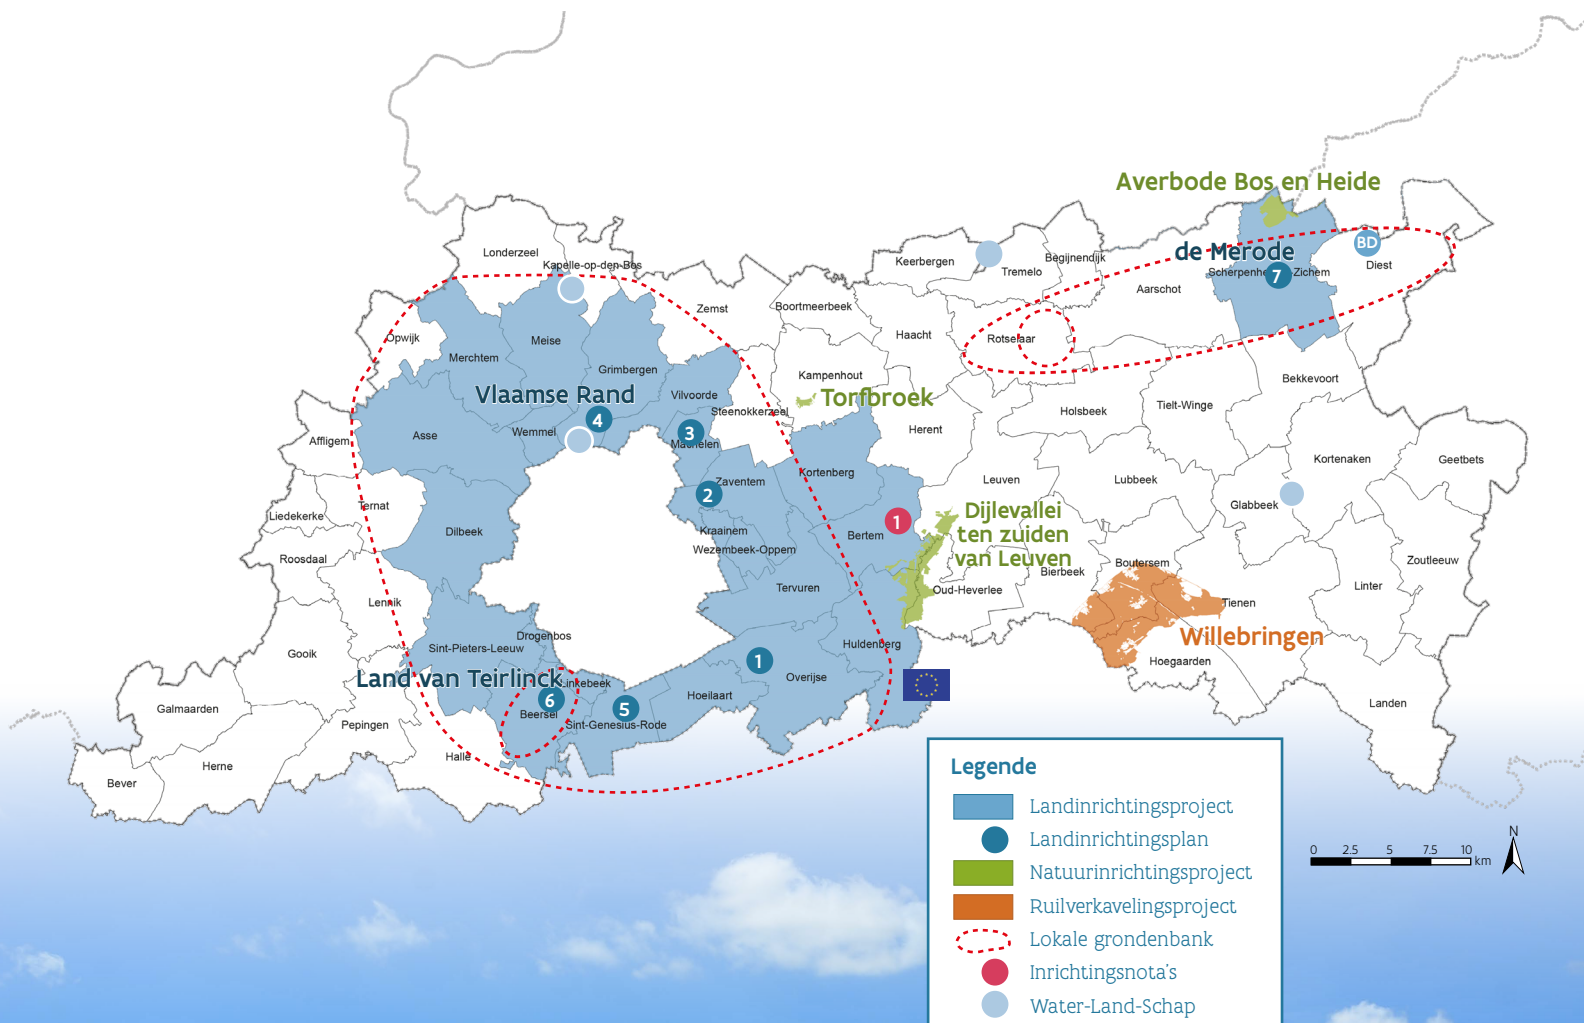 Averbode Bos en Heide
Londerzeel
Kapelle-op-den-Bos
Keerbergen
Tremelo
Begijnendijk
de Merode
BD
Diest
Scherpenheuvel-Zichem
7
Aarschot
Zemst
Boortmeerbeek
Haacht
Rotselaar
Opwijk
Merchtem
Meise
Grimbergen
Kampenhout
Bekkevoort
Vlaamse Rand
Vilvoorde
Torfbroek
Steenokkerzeel
Holsbeek
Tielt-Winge
4
3
Machelen
Affligem
Asse
Wemmel
Herent
Kortenaken
Geetbets
Kortenberg
Leuven
Lubbeek
Glabbeek
Zaventem
2
Liedekerke
Ternat
Dilbeek
Kraainem
Wezembeek-Oppem
1
Bertem
Dijlevallei
ten zuiden
van Leuven
Roosdaal
Bierbeek
Boutersem
Zoutleeuw
Linter
Lennik
Tervuren
Oud-Heverlee
Tienen
Willebringen
Gooik
Sint-Pieters-Leeuw
Drogenbos
Huldenberg
Hoegaarden
Land van Teirlinck
Linkebeek
1
Overijse
Hoeilaart
6
5
Beersel
Sint-Genesius-Rode
Galmaarden
Pepingen
Landen
Halle
Herne
Bever
Legende
Landinrichtingsproject
Landinrichtingsplan
Natuurinrichtingsproject
Ruilverkavelingsproject
Lokale grondenbank
Inrichtingsnota's
Water-Land-Schap
N
0 2.5 5 7.5 10
km